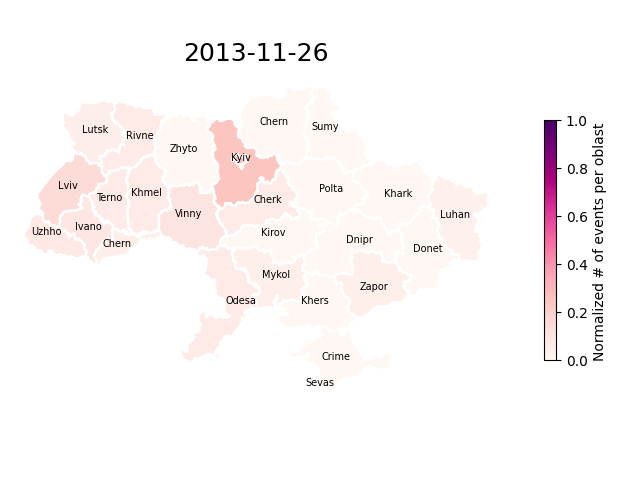 2013-11-26
Chern
Sumy
Lutsk
Rivne
Zhyto
Kyiv
Lviv
Terno
Khmel
Vinny
Cherk
Polta
Khark
Luhan
Uzhho
Ivano
Chern
Kirov
Dnipr
Donet
Mykol
Zapor
Odesa
Khers
Crime
Sevas
1.0
0.8
0.6
0.4
0.2
0.0
Normalized # of events per oblast